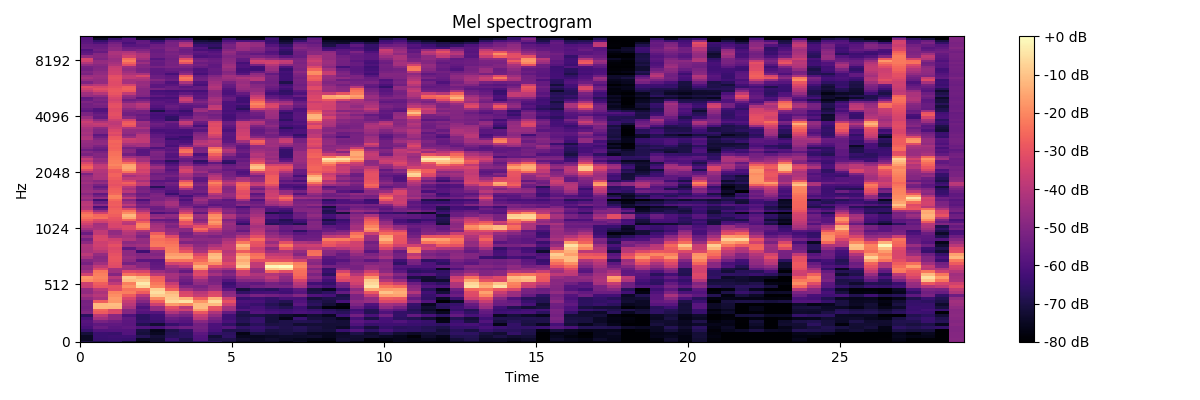 Mel spectrogram
Hz
8192
4096
2048
1024
512
0
0 5 10 15 20 25
Time
+0 dB
-10 dB
-20 dB
-30 dB
-40 dB
-50 dB
-60 dB
-70 dB
-80 dB